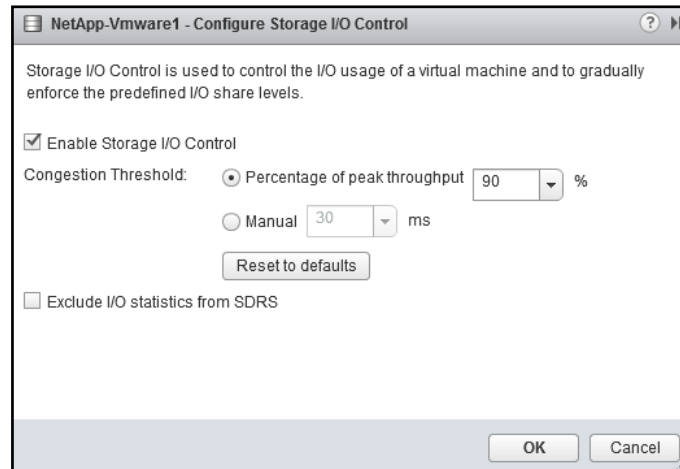 NetApp-Vmware1 - Configure Storage I/O Control ?
Storage I/O Control is used to control the I/O usage of a virtual machine and to gradually
enforce the predefined I/O share levels.
Enable Storage I/O Control
Congestion Threshold: Percentage of peak throughput 90 %
Manual 30 ms
Reset to defaults
Exclude I/O statistics from SDRS
OK Cancel